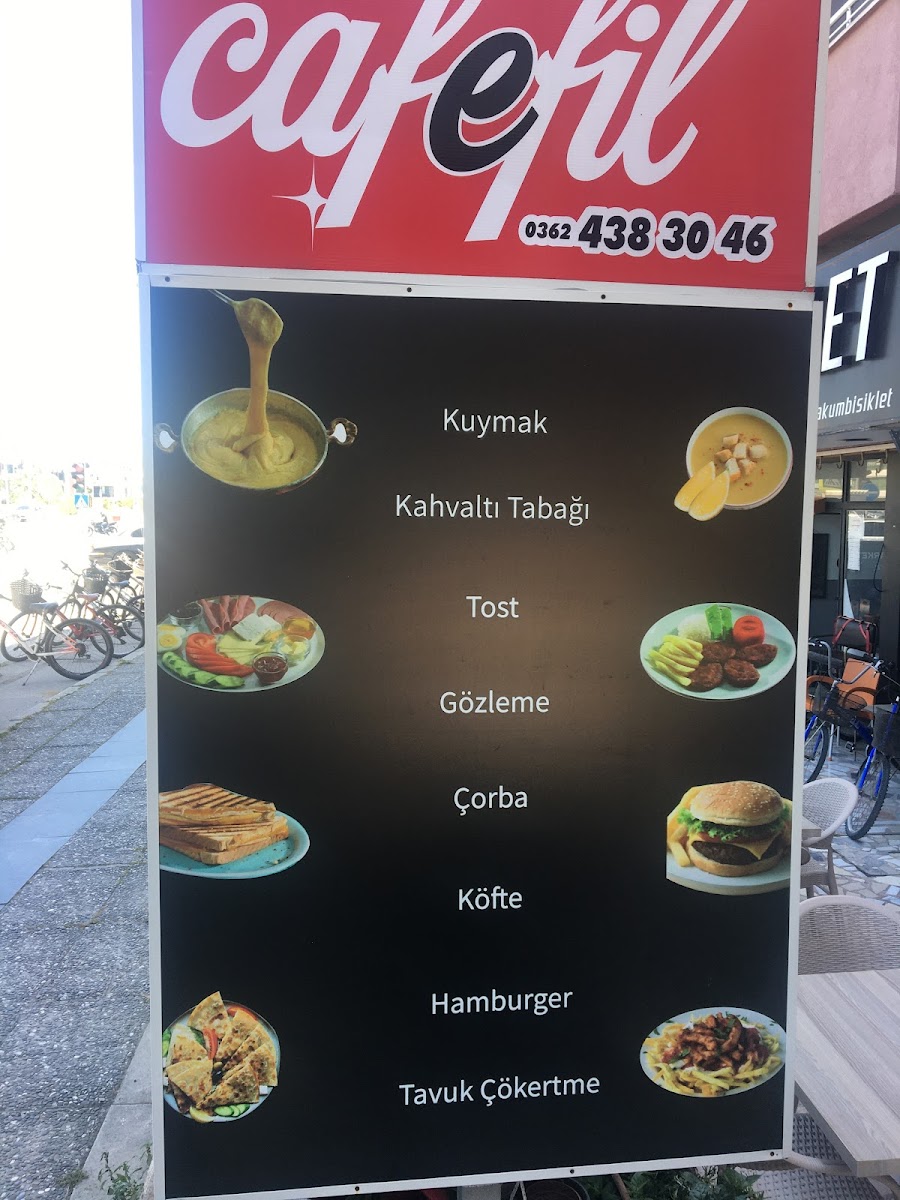 cafefil
0362 438 30 46
Kuymak
Kahvaltı Tabağı
Tost
Gözleme
Çorba
Köfte
Hamburger
Tavuk Çökertme
ET
akumbisiklet